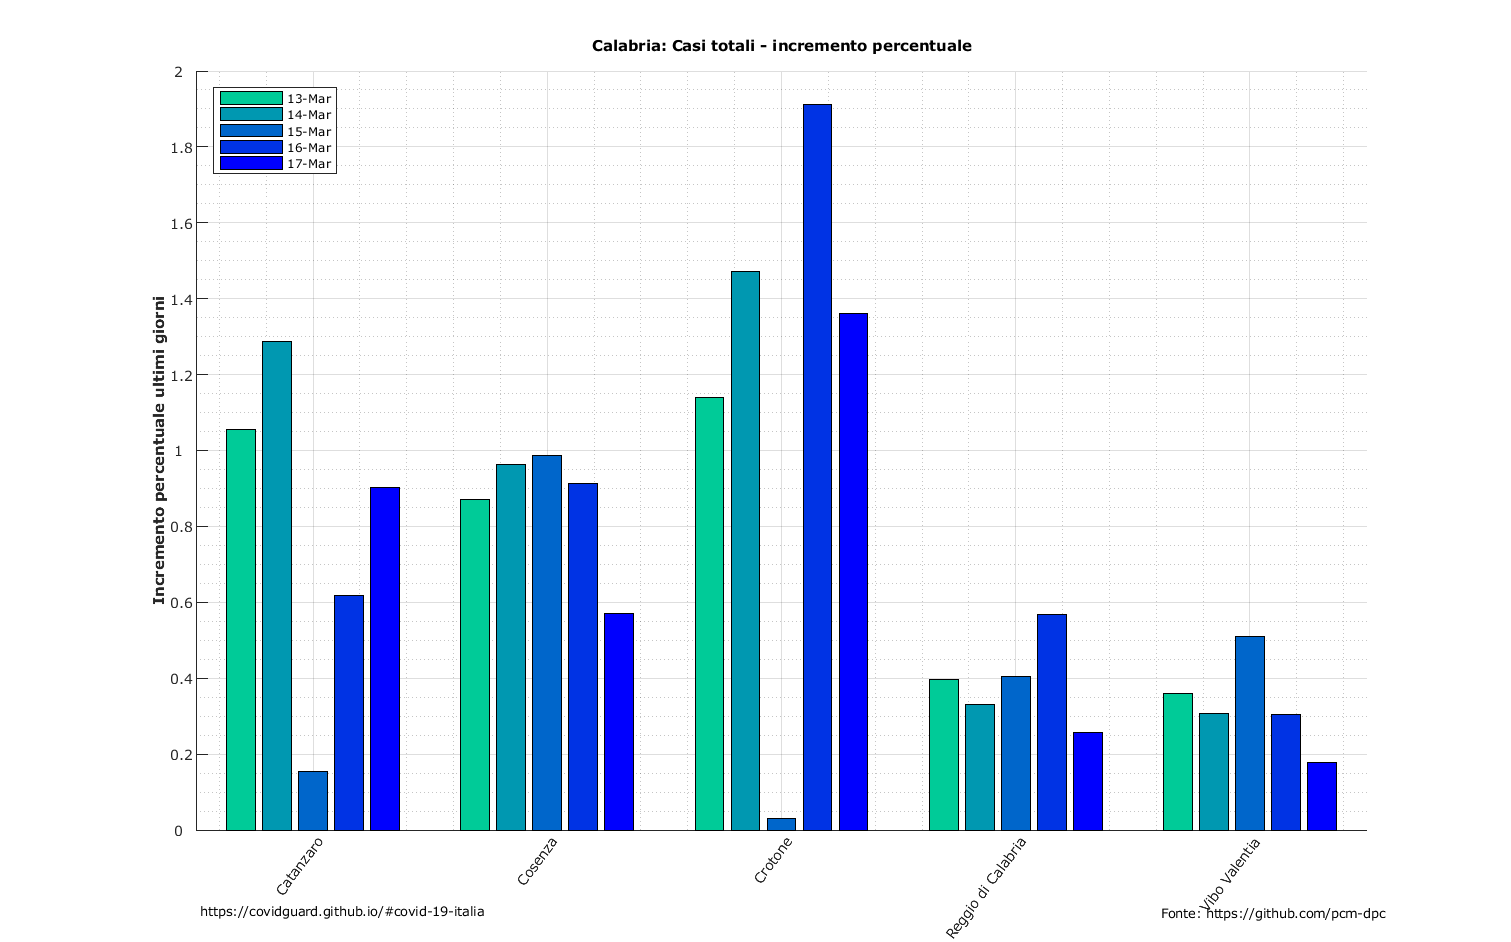 Calabria: Casi totali - incremento percentuale
13-Mar
14-Mar
15-Mar
16-Mar
17-Mar
Incremento percentuale ultimi giorni
2
1.8
1.6
1.4
1.2
1
0.8
0.6
0.4
0.2
0
Catanzaro
Cosenza
Crotone
Reggio di Calabria
Vibo Valentia
https://covidguard.github.io/#covid-19-italia
Fonte: https://github.com/pcm-dpc